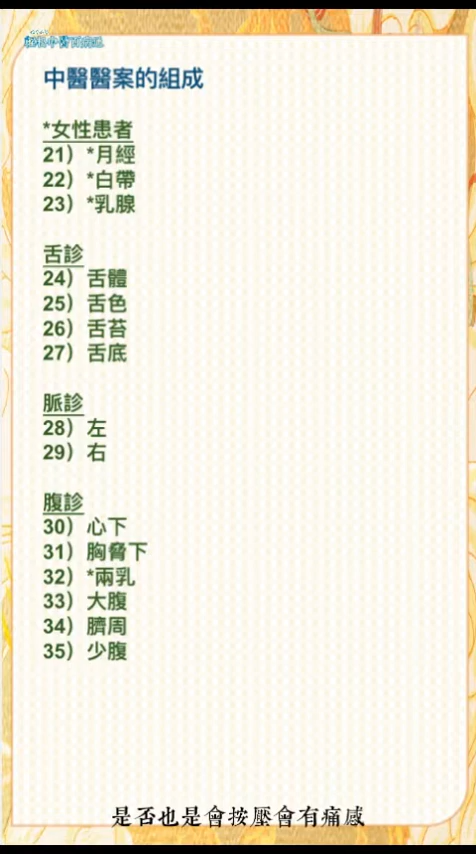 中醫醫案的組成
*女性患者
21）*月經
22）*白帶
23）*乳腺
舌診
24）舌體
25）舌色
26）舌苔
27）舌底
脈診
28）左
29）右
腹診
30）心下
31）胸脅下
32）*兩乳
33）大腹
34）臍周
35）少腹
是否也是會按壓會有痛感